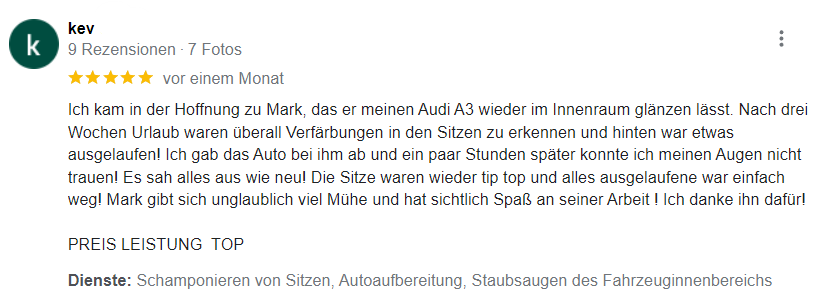 k
kev
9 Rezensionen · 7 Fotos
vor einem Monat
Ich kam in der Hoffnung zu Mark, das er meinen Audi A3 wieder im Innenraum glänzen lässt. Nach drei
Wochen Urlaub waren überall Verfärbungen in den Sitzen zu erkennen und hinten war etwas
ausgelaufen! Ich gab das Auto bei ihm ab und ein paar Stunden später konnte ich meinen Augen nicht
trauen! Es sah alles aus wie neu! Die Sitze waren wieder tip top und alles ausgelaufene war einfach
weg! Mark gibt sich unglaublich viel Mühe und hat sichtlich Spaß an seiner Arbeit ! Ich danke ihn dafür!
PREIS LEISTUNG  TOP
Dienste: Schamponieren von Sitzen, Autoaufbereitung, Staubsaugen des Fahrzeuginnenbereichs